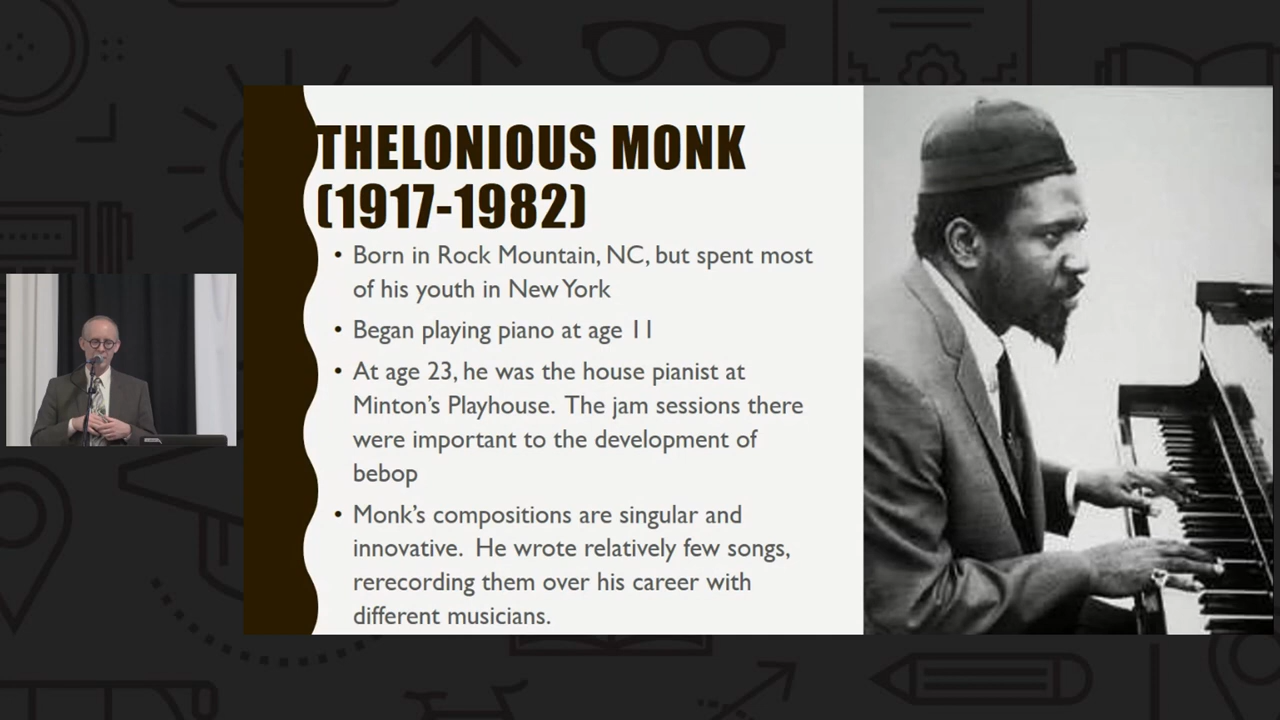 THELONIOUS MONK
(1917-1982)
• Born in Rock Mountain, NC, but spent most
of his youth in New York
• Began playing piano at age 11
• At age 23, he was the house pianist at
Minton's Playhouse. The jam sessions there
were important to the development of
bebop
• Monk's compositions are singular and
innovative. He wrote relatively few songs,
rerecording them over his career with
different musicians.